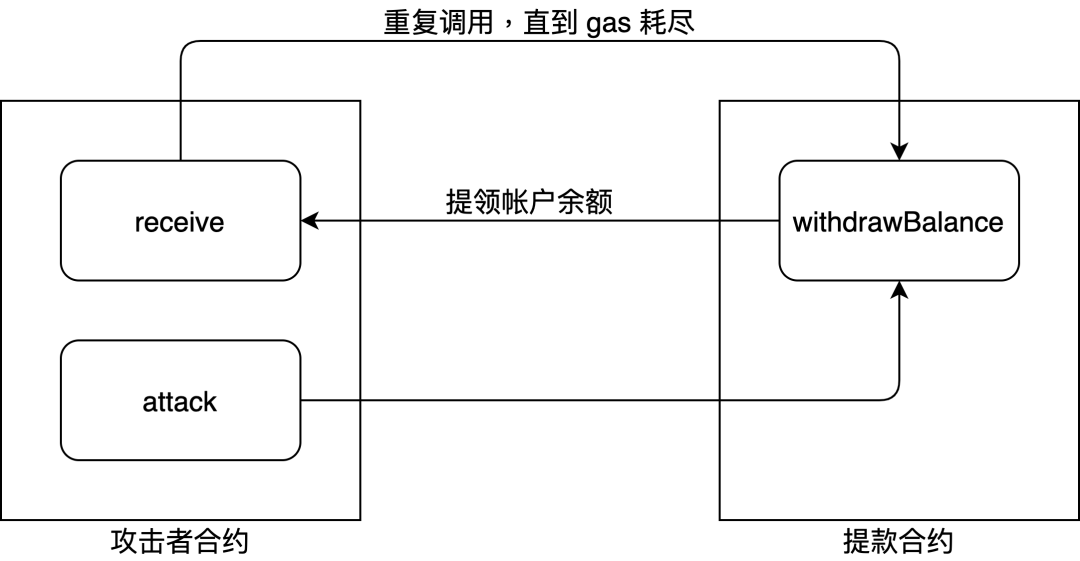 重复调用，直到 gas 耗尽
receive
提领帐户余额
withdrawBalance
attack
攻击者合约
提款合约